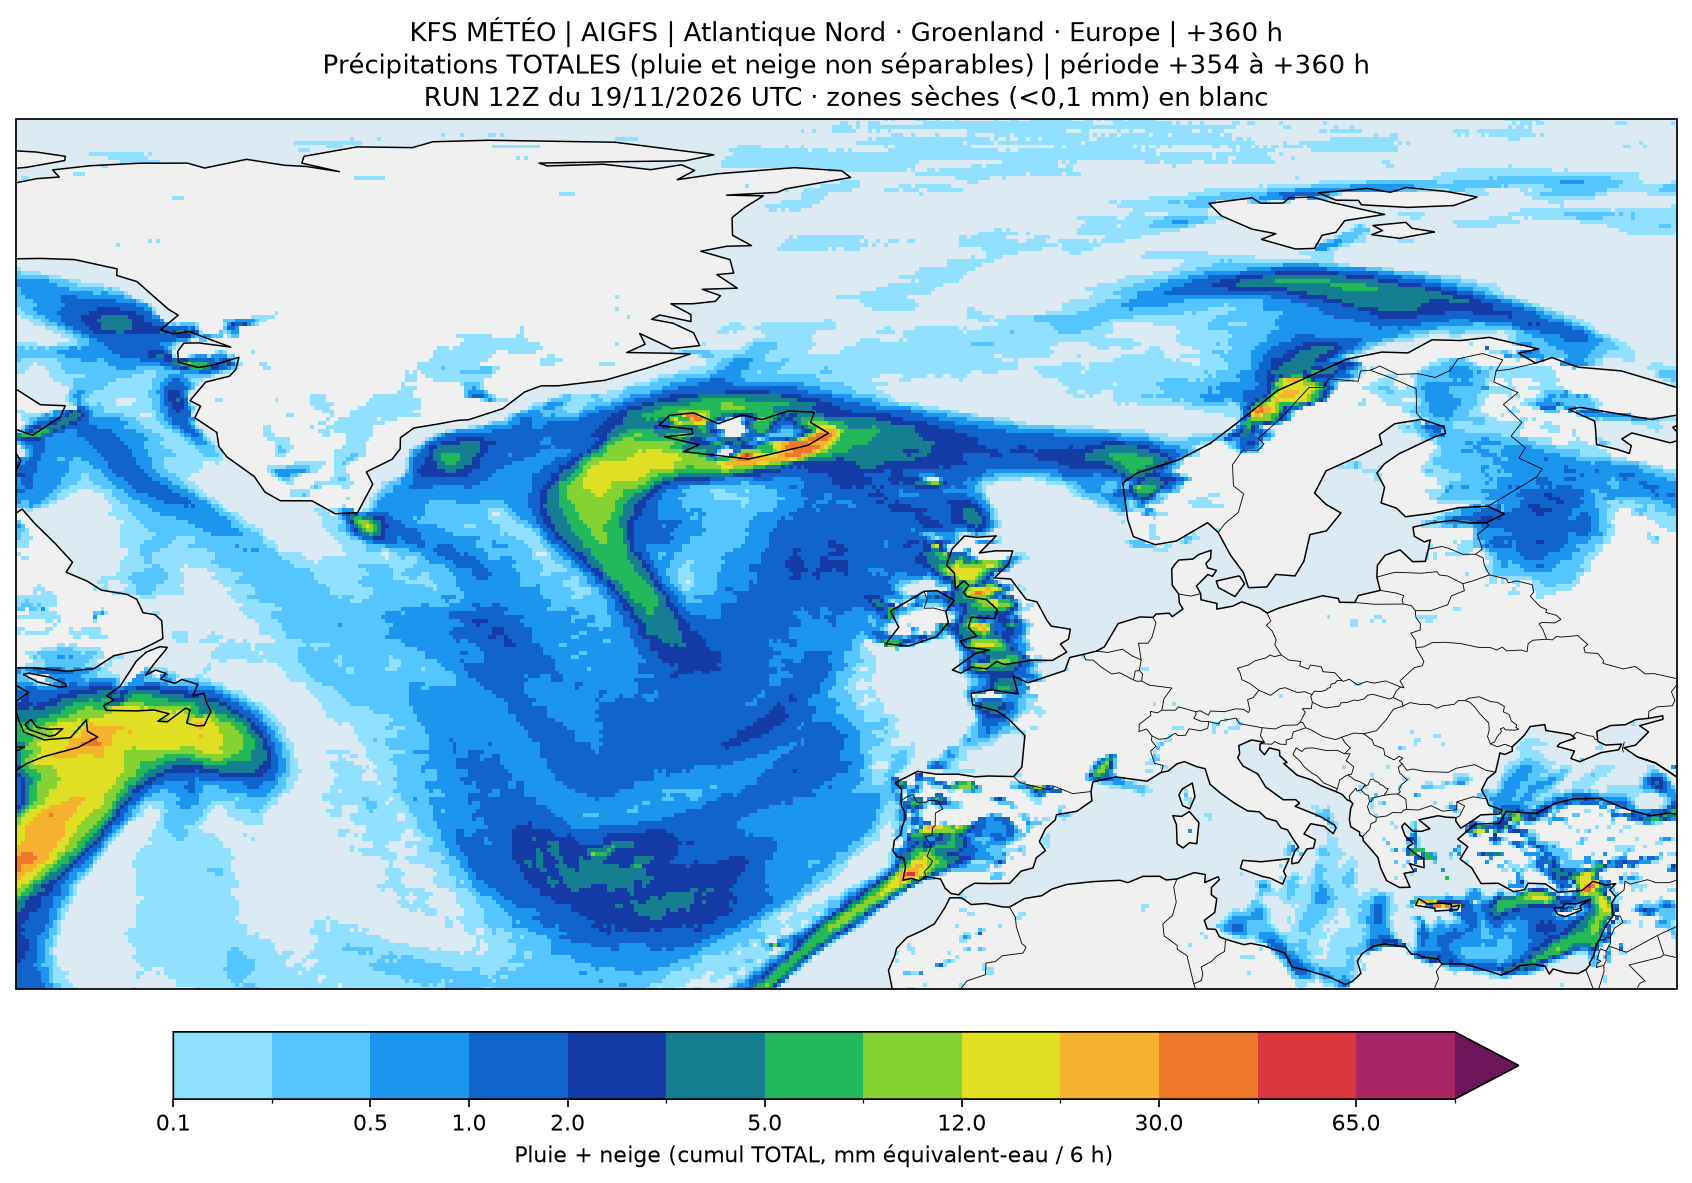 KFS MÉTÉO | AIGFS | Atlantique Nord · Groenland · Europe | +360 h
Précipitations TOTALES (pluie et neige non séparables) | période +354 à +360 h
RUN 12Z du 19/11/2026 UTC · zones sèches (<0,1 mm) en blanc
0.1 0.5 1.0 2.0 5.0 12.0 30.0 65.0
Pluie + neige (cumul TOTAL, mm équivalent-eau / 6 h)